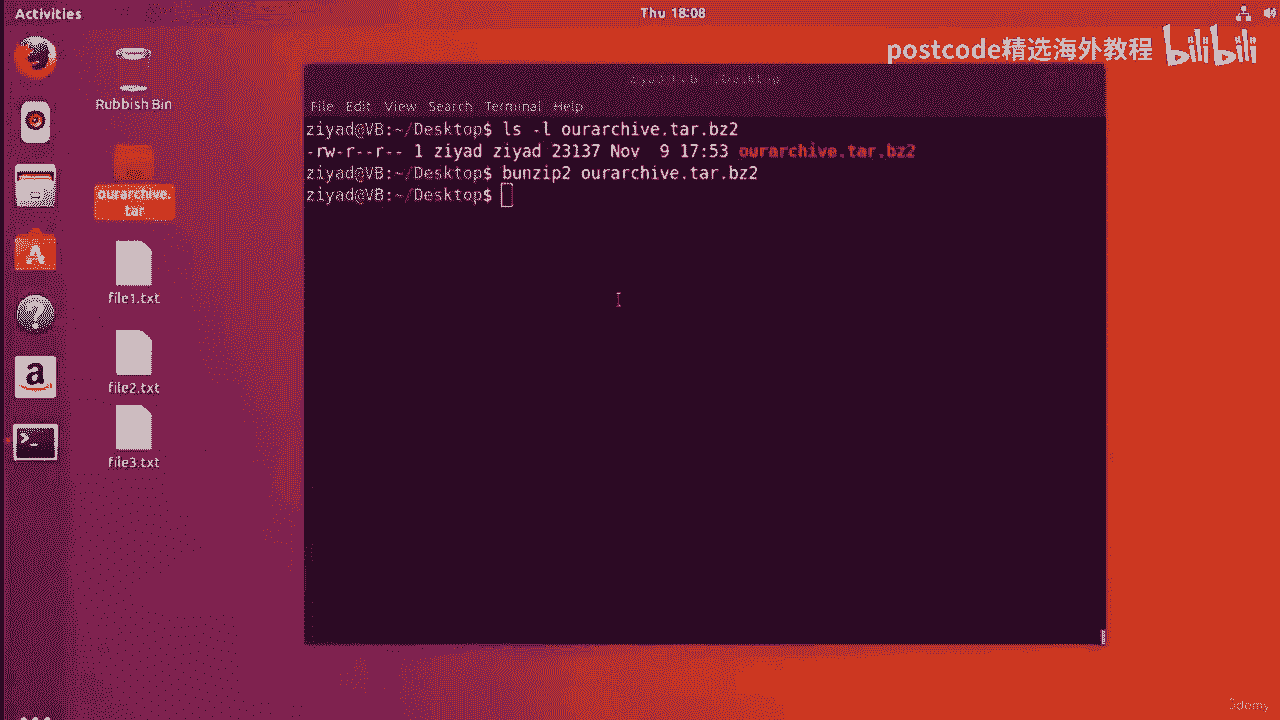 Activities
Thu 18:08
postcode精选海外教程 bilibili
Rubbish Bin
ourarchive.
tar
file1.txt
file2.txt
file3.txt
File Edit View Search Terminal Help
ziyad@VB:~/Desktop$ ls -l ourarchive.tar.bz2
-rw-r--r-- 1 ziyad ziyad 23137 Nov  9 17:53 ourarchive.tar.bz2
ziyad@VB:~/Desktop$ bunzip2 ourarchive.tar.bz2
ziyad@VB:~/Desktop$
Udemy